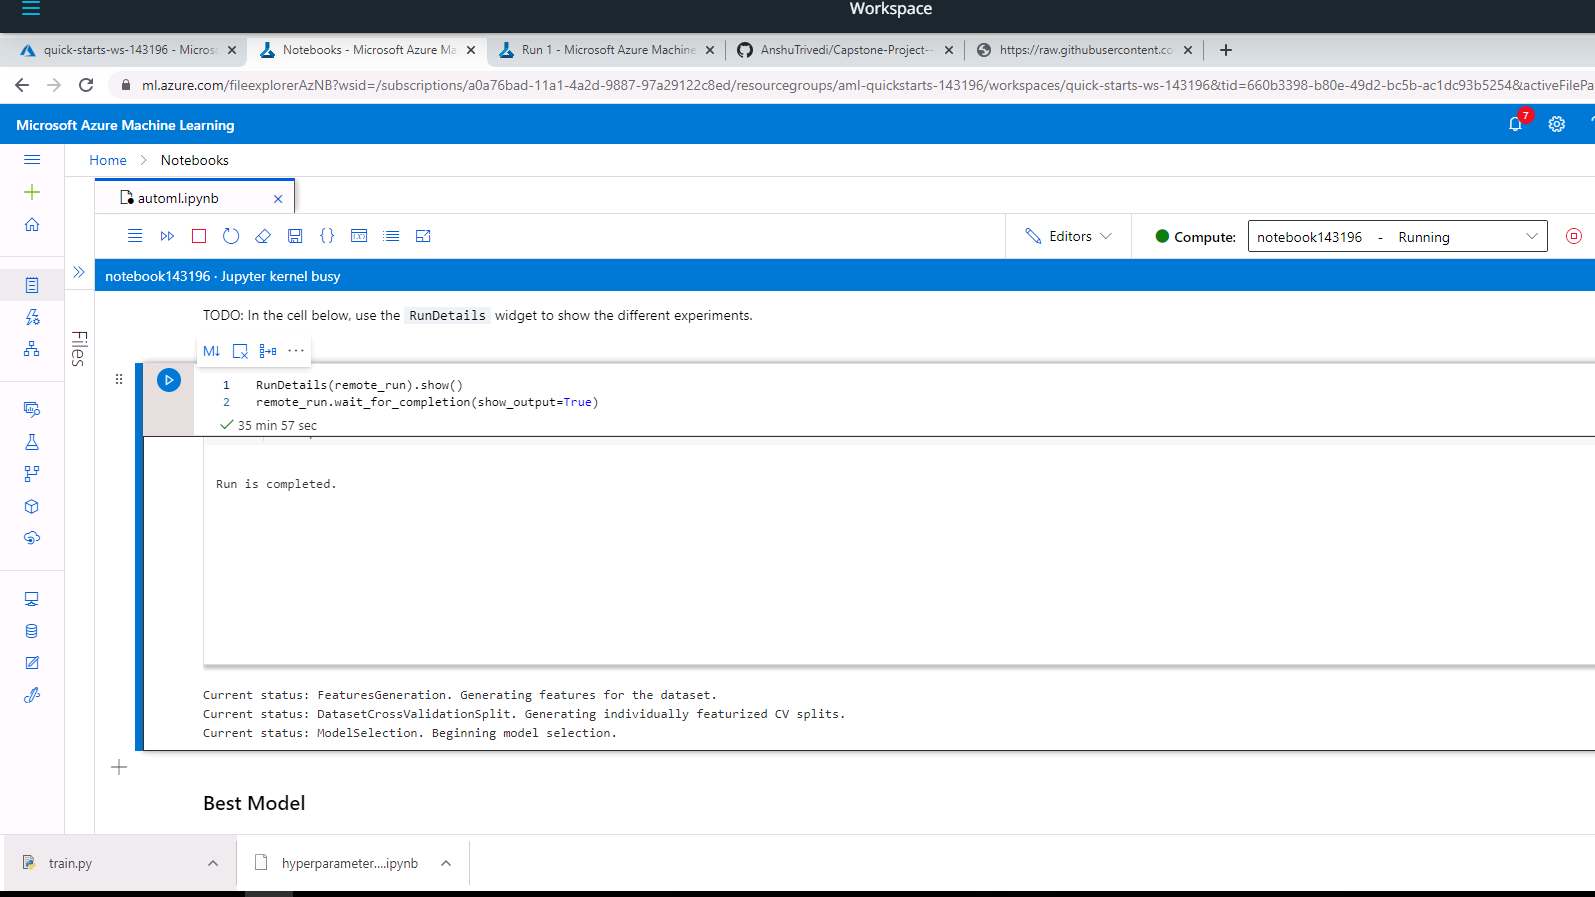 Workspace
quick-starts-ws-143196 - Micros
Notebooks - Microsoft Azure Ma
Run 1 - Microsoft Azure Machine
AnshuTrivedi/Capstone-Project-
https://raw.githubusercontent.co
ml.azure.com/fileexplorerAzNB?wsid=/subscriptions/a0a76bad-11a1-4a2d-9887-97a29122c8ed/resourcegroups/aml-quickstarts-143196/workspaces/quick-starts-ws-143196&tid=660b3398-b80e-49d2-bc5b-ac1dc93b5254&activeFilePa
Microsoft Azure Machine Learning
7
Home > Notebooks
automl.ipynb
Editors
Compute: notebook143196 - Running
notebook143196 · Jupyter kernel busy
Files
TODO: In the cell below, use the RunDetails widget to show the different experiments.
M↓
1 RunDetails(remote_run).show()
2 remote_run.wait_for_completion(show_output=True)
35 min 57 sec
Run is completed.
Current status: FeaturesGeneration. Generating features for the dataset.
Current status: DatasetCrossValidationSplit. Generating individually featurized CV splits.
Current status: ModelSelection. Beginning model selection.
Best Model
train.py
hyperparameter....ipynb